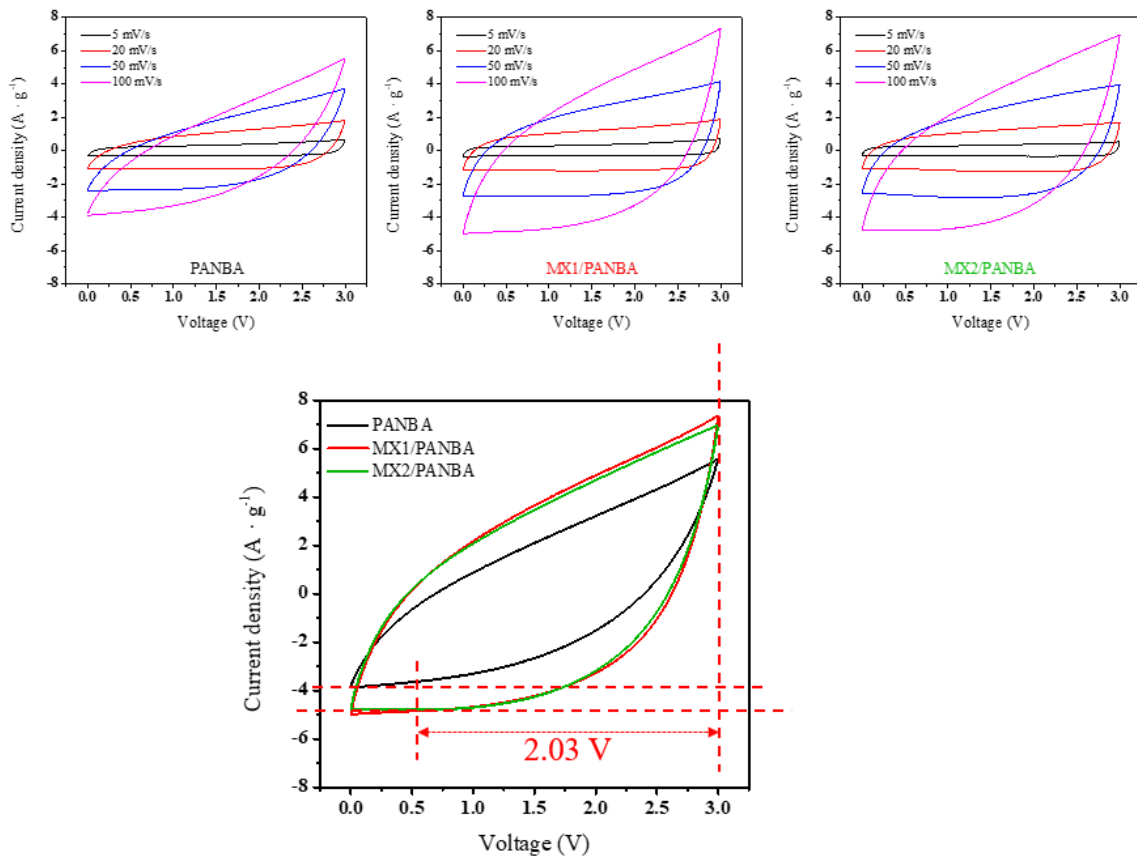 8
6
4
2
0
-2
-4
-6
-8
Current density (A · g⁻¹)
5 mV/s
20 mV/s
50 mV/s
100 mV/s
PANBA
0.0 0.5 1.0 1.5 2.0 2.5 3.0
Voltage (V)
8
6
4
2
0
-2
-4
-6
-8
Current density (A · g⁻¹)
5 mV/s
20 mV/s
50 mV/s
100 mV/s
MX1/PANBA
0.0 0.5 1.0 1.5 2.0 2.5 3.0
Voltage (V)
8
6
4
2
0
-2
-4
-6
-8
Current density (A · g⁻¹)
5 mV/s
20 mV/s
50 mV/s
100 mV/s
MX2/PANBA
0.0 0.5 1.0 1.5 2.0 2.5 3.0
Voltage (V)
8
6
4
2
0
-2
-4
-6
-8
Current density (A · g⁻¹)
PANBA
MX1/PANBA
MX2/PANBA
2.03 V
0.0 0.5 1.0 1.5 2.0 2.5 3.0
Voltage (V)